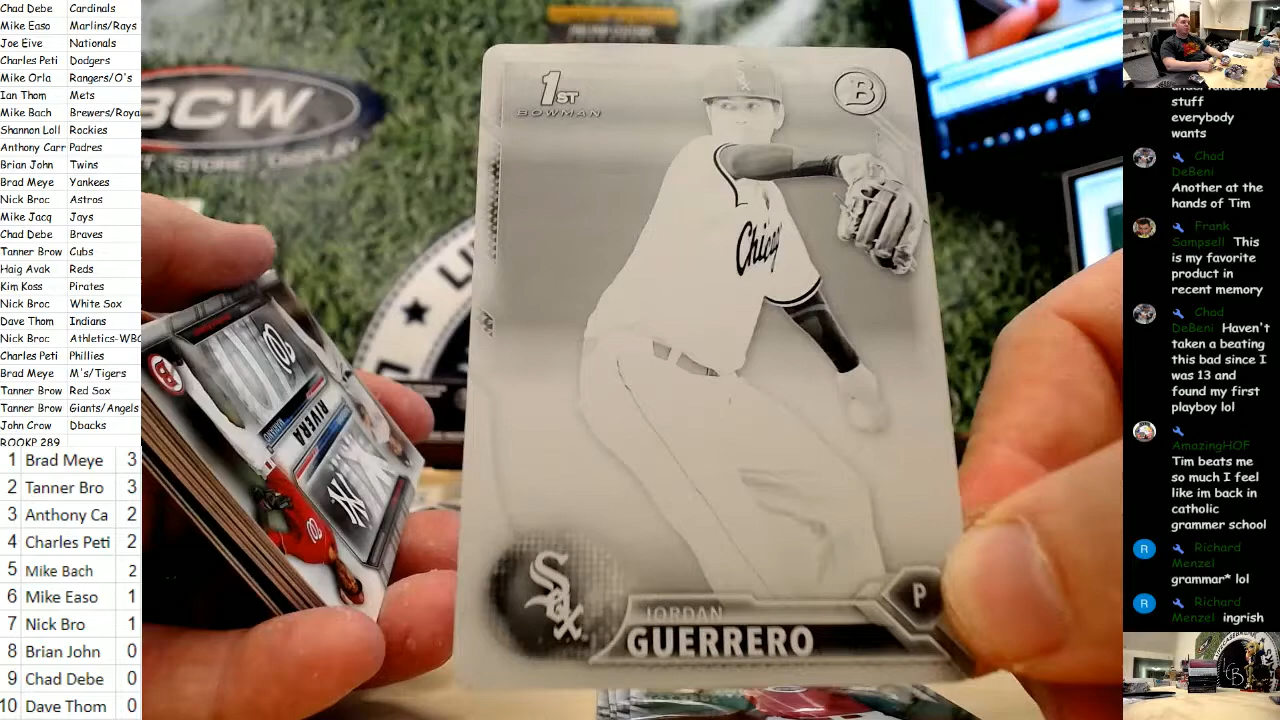 Chad Debe Cardinals
Mike Easo Marlins/Rays
Joe Eive Nationals
Charles Peti Dodgers
Mike Orla Rangers/O's
Ian Thom Mets
Mike Bach Brewers/Roya
Shannon Loll Rockies
Anthony Carr Padres
Brian John Twins
Brad Meye Yankees
Nick Broc Astros
Mike Jacq Jays
Chad Debe Braves
Tanner Brow Cubs
Haig Avak Reds
Kim Koss Pirates
Nick Broc White Sox
Dave Thom Indians
Nick Broc Athletics-WBC
Charles Peti Phillies
Brad Meye M's/Tigers
Tanner Brow Red Sox
Tanner Brow Giants/Angels
John Crow Dbacks
1 Brad Meye 3
2 Tanner Bro 3
3 Anthony Ca 2
4 Charles Peti 2
5 Mike Bach 2
6 Mike Easo 1
7 Nick Bro 1
8 Brian John 0
9 Chad Debe 0
10 Dave Thom 0
BCW
STORE DISPLAY
1ST
BOWMAN
B
Sox
Chicag
Sox
JORDAN
GUERRERO
P
B
RIVERA
NY
W
stuff
everybody
wants
Chad
DeBeni
Another at the
hands of Tim
Frank
Sampsell This
is my favorite
product in
recent memory
Chad
DeBeni Haven't
taken a beating
this bad since I
was 13 and
found my first
playboy lol
AmazingHOF
Tim beats me
so much I feel
like im back in
catholic
grammer school
R Richard
Menzel
grammar* lol
R Richard
Menzel ingrish